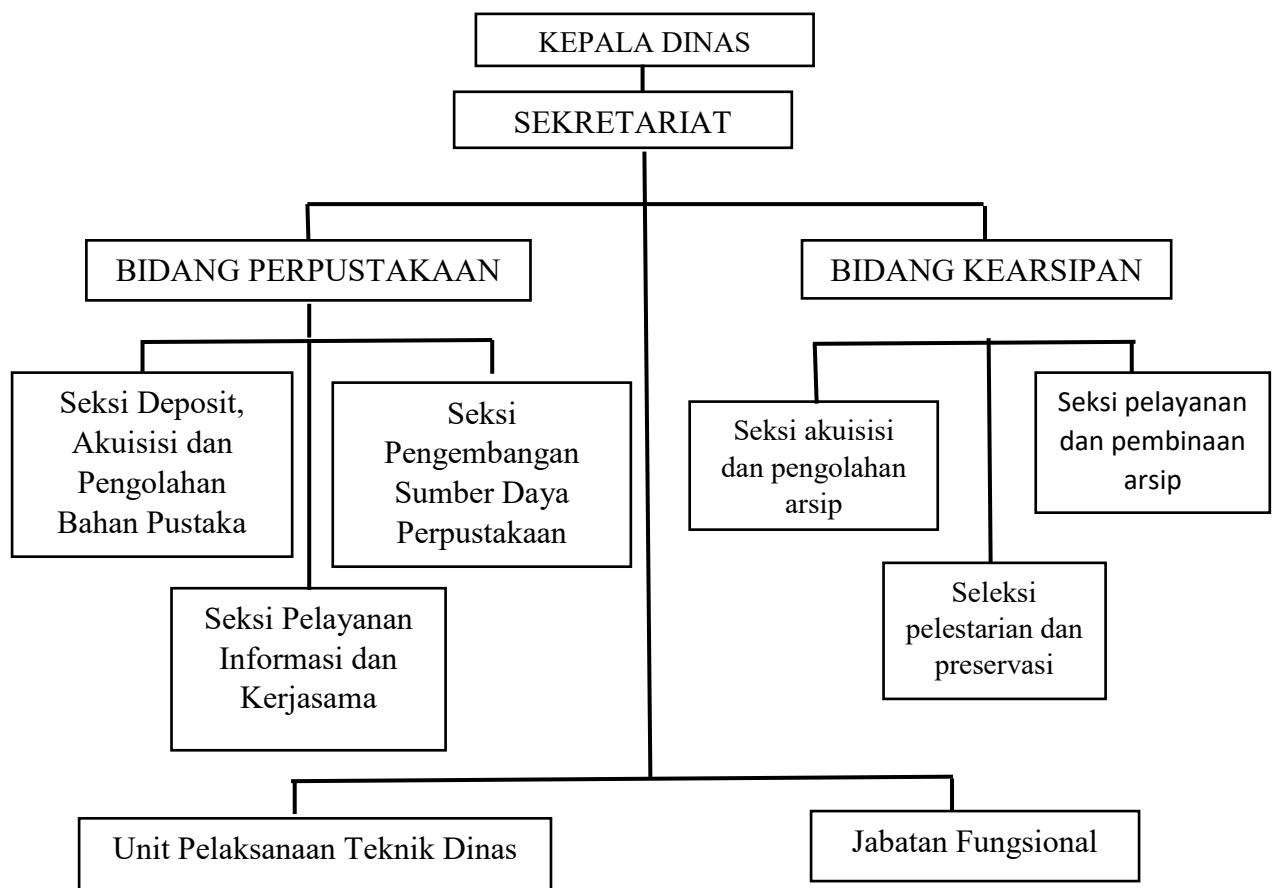 KEPALA DINAS
SEKRETARIAT
BIDANG PERPUSTAKAAN
BIDANG KEARSIPAN
Seksi Deposit,
Akuisisi dan
Pengolahan
Bahan Pustaka
Seksi
Pengembangan
Sumber Daya
Perpustakaan
Seksi akuisisi
dan pengolahan
arsip
Seksi pelayanan
dan pembinaan
arsip
Seksi Pelayanan
Informasi dan
Kerjasama
Seleksi
pelestarian dan
preservasi
Unit Pelaksanaan Teknik Dinas
Jabatan Fungsional